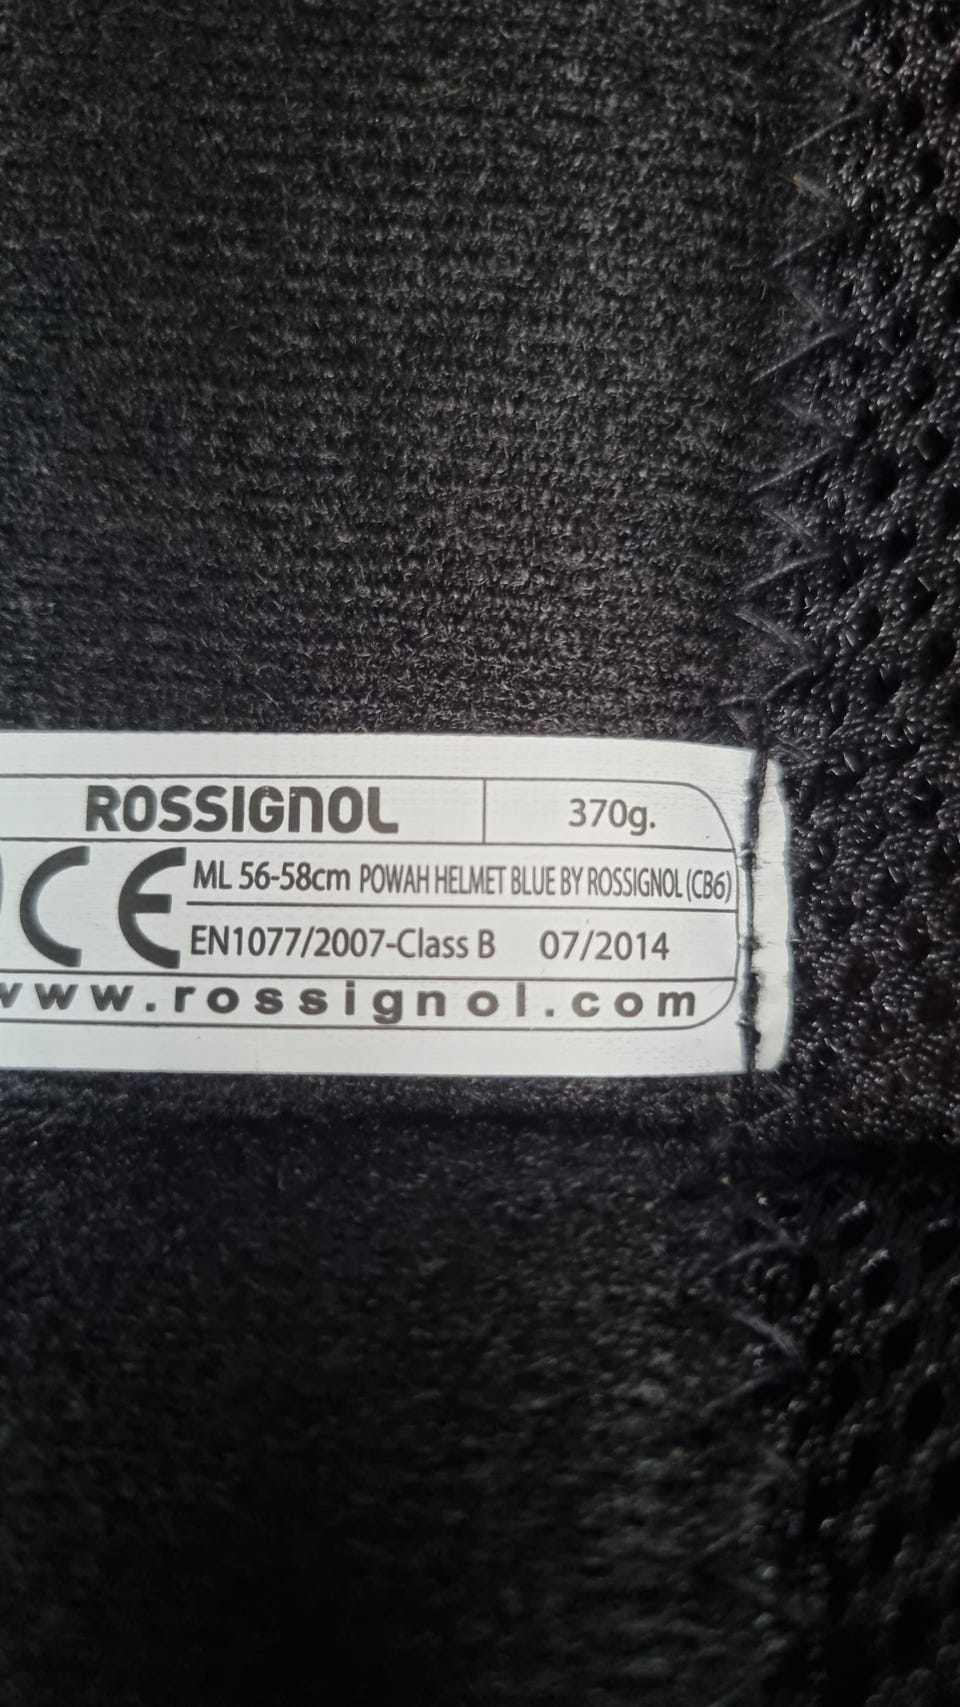 ROSSIGNOL 370g.
CE ML 56-58cm POWAH HELMET BLUE BY ROSSIGNOL (CB6)
EN1077/2007-Class B 07/2014
www.rossignol.com